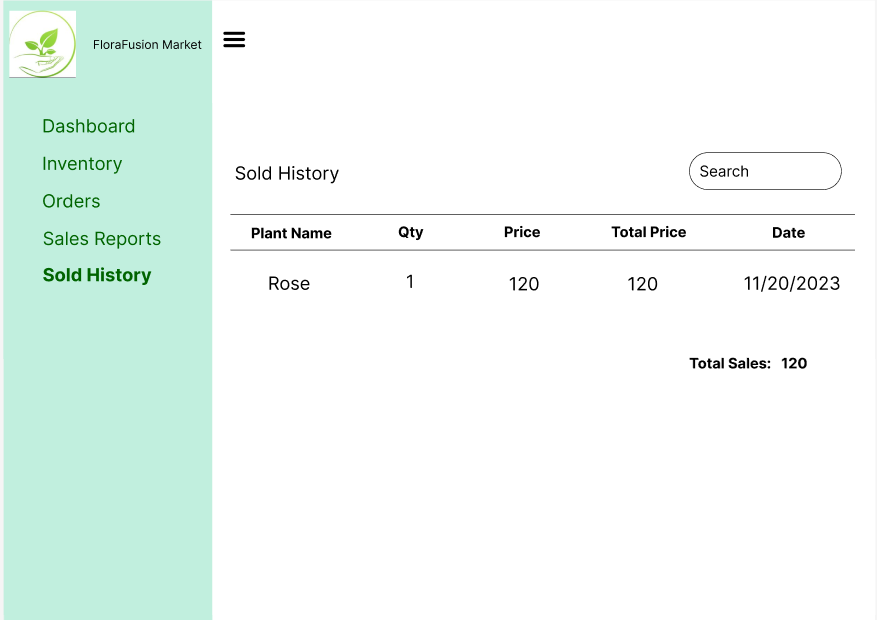 FloraFusion Market
Dashboard
Inventory
Orders
Sales Reports
Sold History
Sold History
Search
Plant Name Qty Price Total Price Date
Rose 1 120 120 11/20/2023
Total Sales: 120